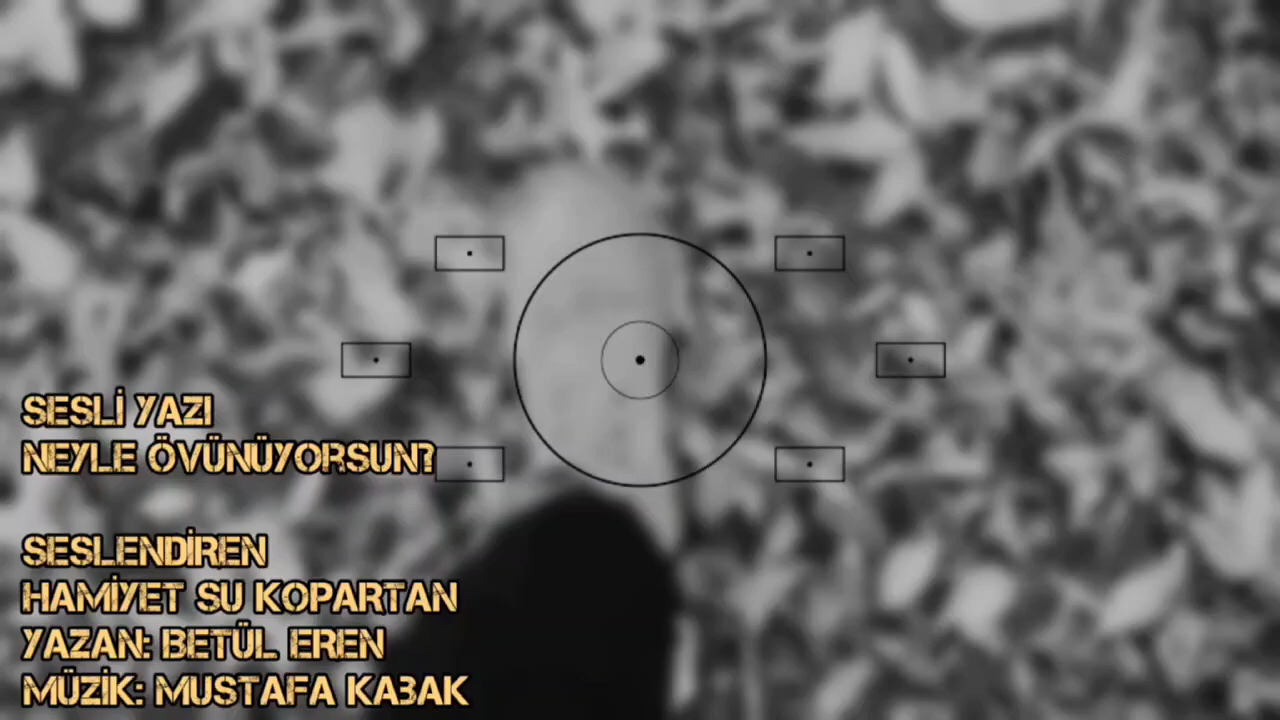 SESLİ YAZI
NEYLE ÖVÜNÜYORSUN?
SESLENDİREN
HAMİYET SU KOPARTAN
YAZAN: BETÜL EREN
MÜZİK: MUSTAFA KABAK